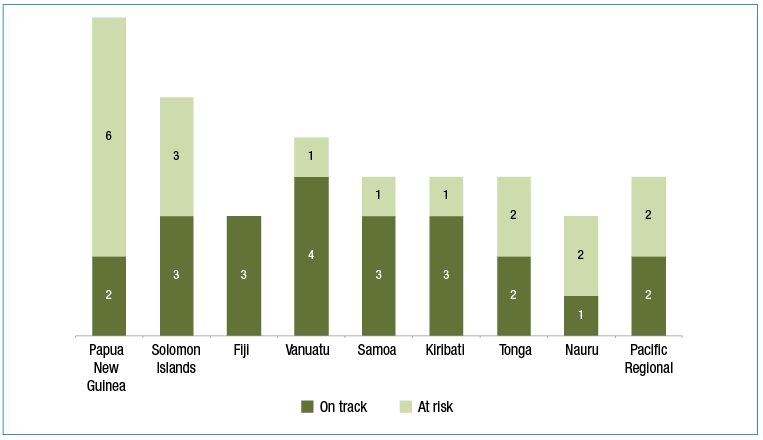 6
3
1
1
1
2
2
2
2
3
3
4
3
3
2
1
2
Papua
New
Guinea
Solomon
Islands
Fiji
Vanuatu
Samoa
Kiribati
Tonga
Nauru
Pacific
Regional
On track
At risk